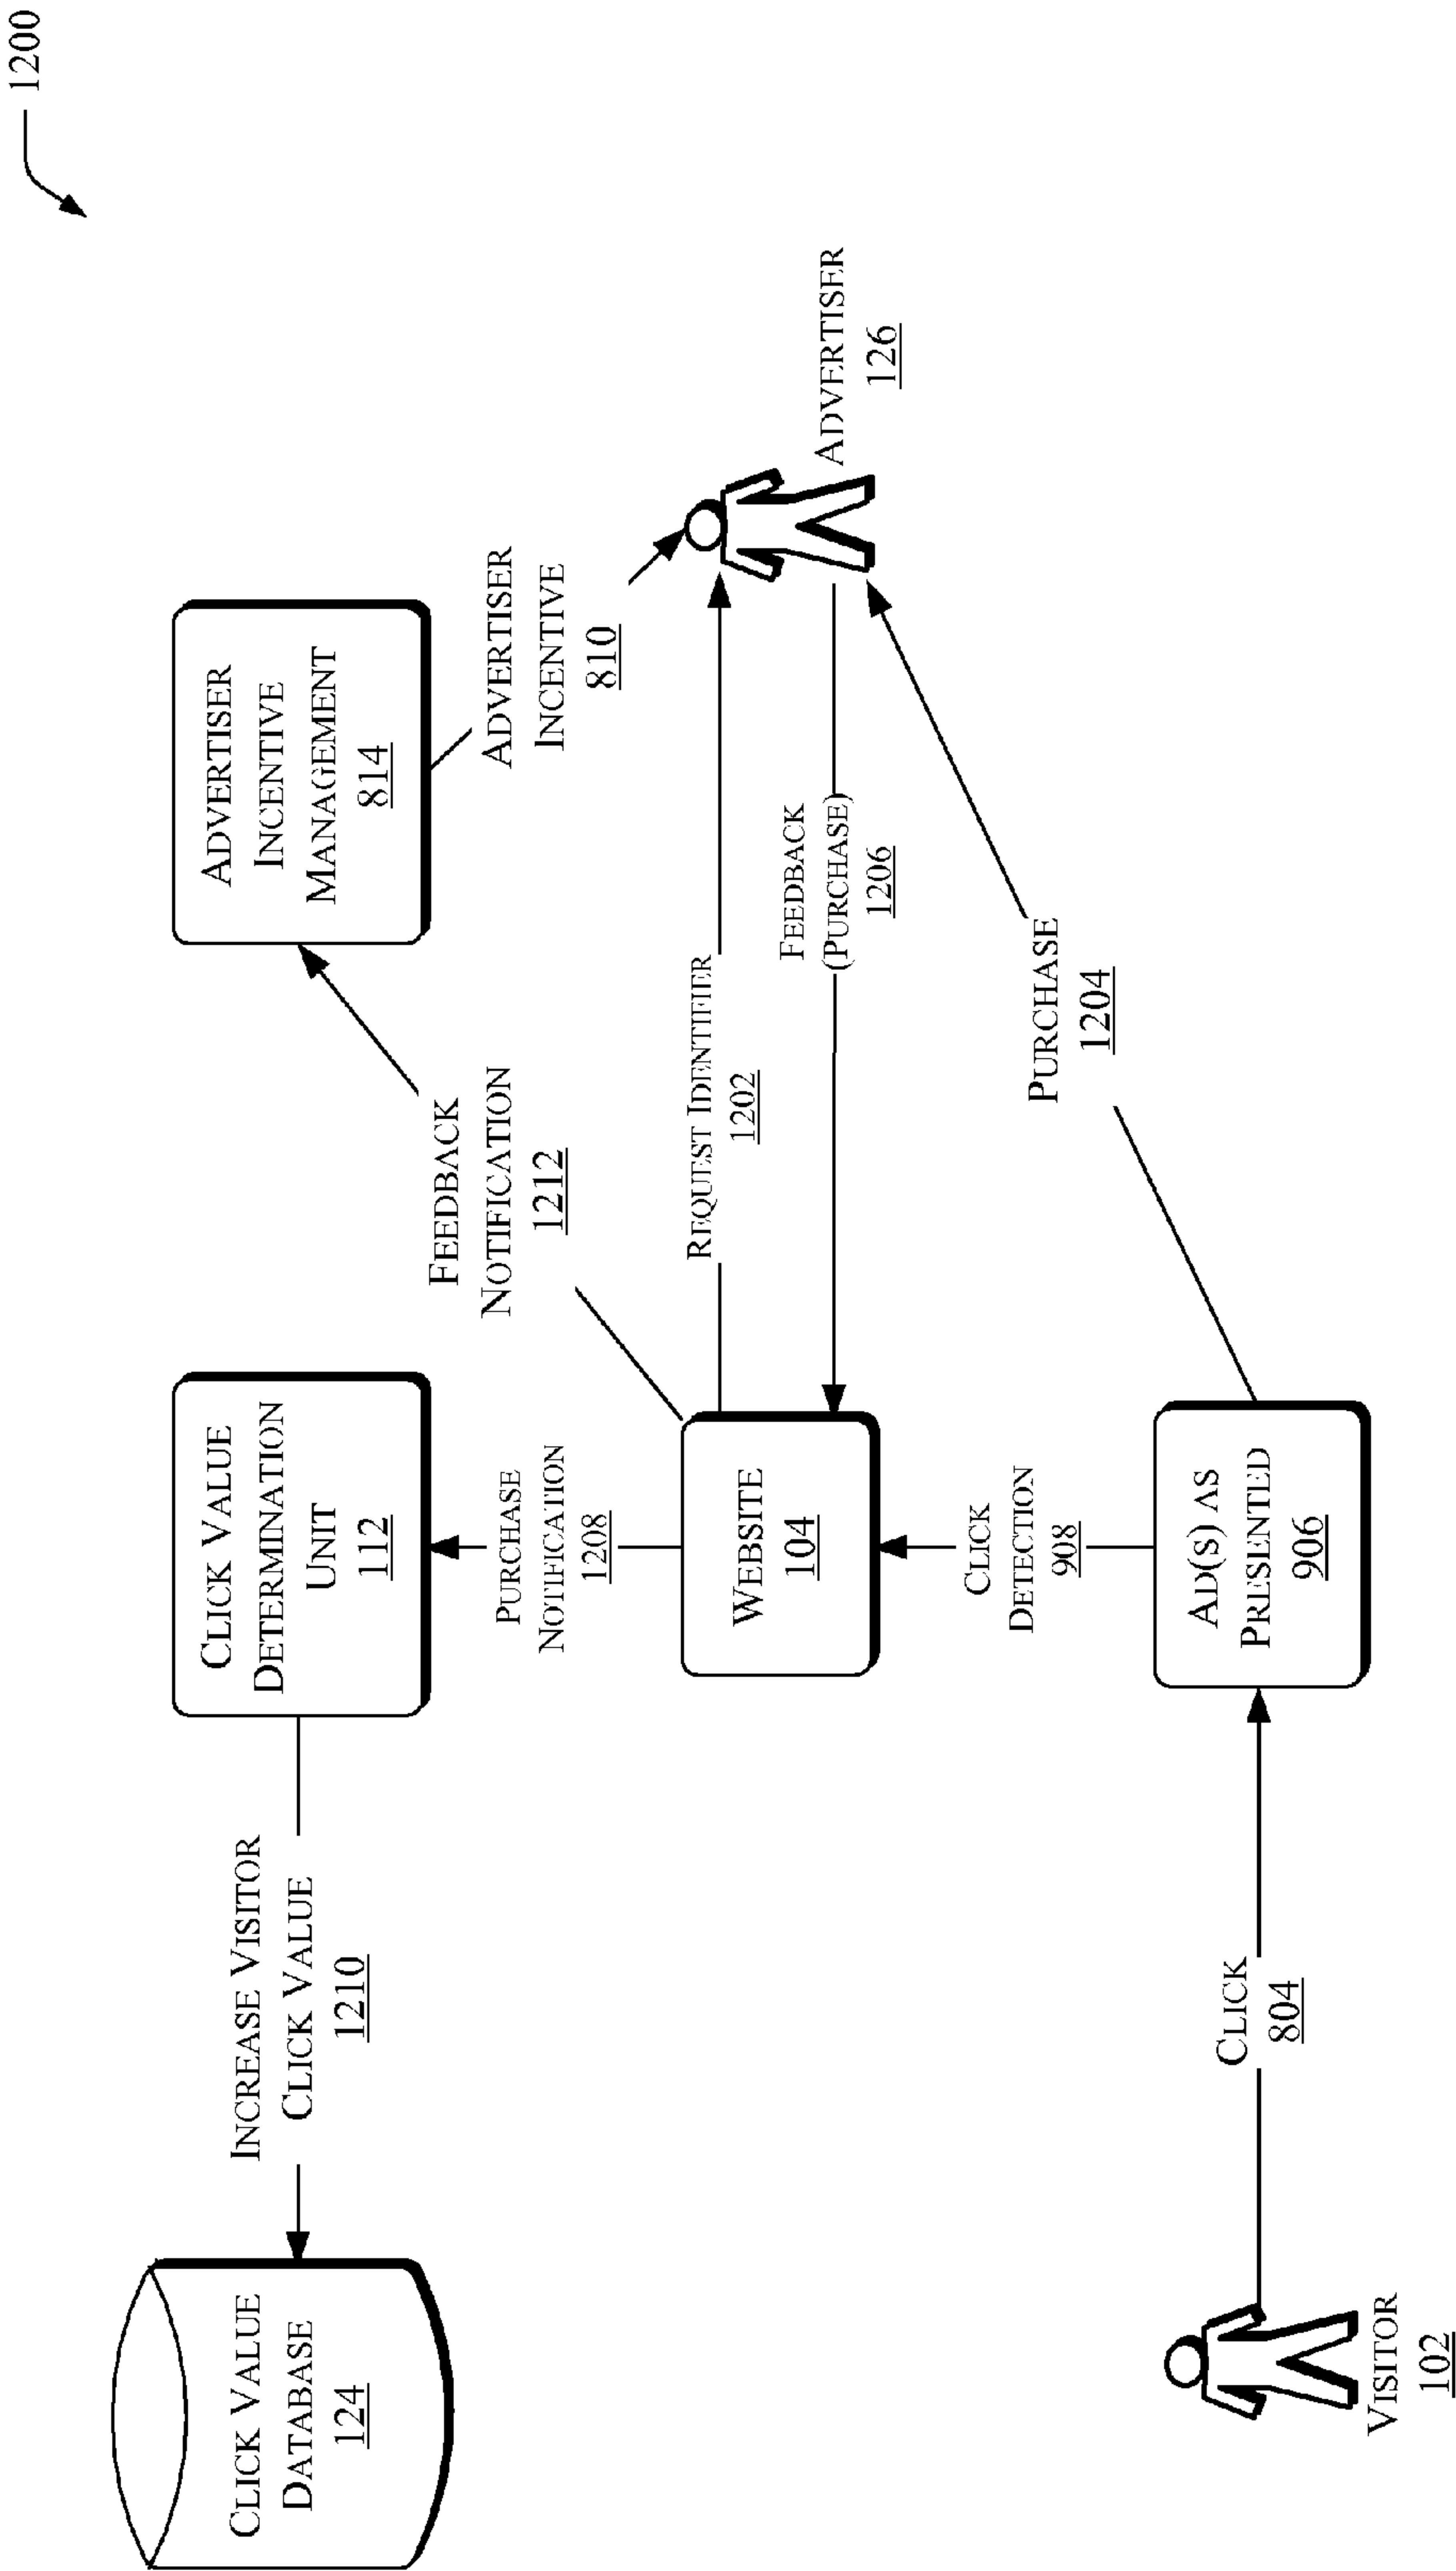 1200
CLICK VALUE
DATABASE
124
INCREASE VISITOR
CLICK VALUE
1210
CLICK VALUE
DETERMINATION
UNIT
112
FEEDBACK
NOTIFICATION
1212
ADVERTISER
INCENTIVE
MANAGEMENT
814
PURCHASE
NOTIFICATION
1208
ADVERTISER
INCENTIVE
810
WEBSITE
104
REQUEST IDENTIFIER
1202
FEEDBACK
(PURCHASE)
1206
ADVERTISER
126
CLICK
DETECTION
908
PURCHASE
1204
VISITOR
102
CLICK
804
AD(S) AS
PRESENTED
906